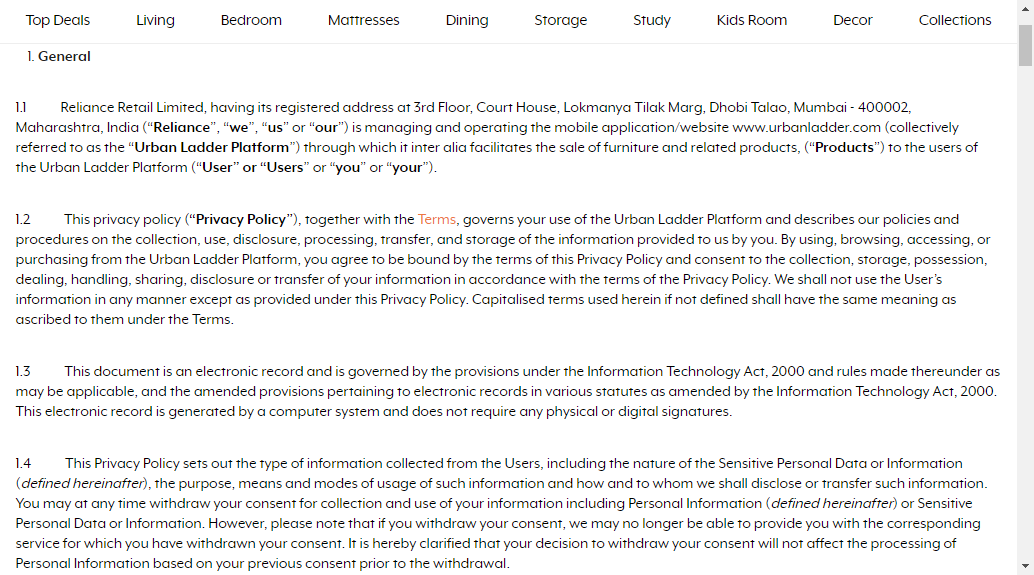 Top Deals Living Bedroom Mattresses Dining Storage Study Kids Room Decor Collections
1. General
1.1 Reliance Retail Limited, having its registered address at 3rd Floor, Court House, Lokmanya Tilak Marg, Dhobi Talao, Mumbai - 400002,
Maharashtra, India (“Reliance”, “we”, “us” or “our”) is managing and operating the mobile application/website www.urbanladder.com (collectively
referred to as the “Urban Ladder Platform”) through which it inter alia facilitates the sale of furniture and related products, (“Products”) to the users of
the Urban Ladder Platform (“User” or “Users” or “you” or “your”).
1.2 This privacy policy (“Privacy Policy”), together with the Terms, governs your use of the Urban Ladder Platform and describes our policies and
procedures on the collection, use, disclosure, processing, transfer, and storage of the information provided to us by you. By using, browsing, accessing, or
purchasing from the Urban Ladder Platform, you agree to be bound by the terms of this Privacy Policy and consent to the collection, storage, possession,
dealing, handling, sharing, disclosure or transfer of your information in accordance with the terms of the Privacy Policy. We shall not use the User’s
information in any manner except as provided under this Privacy Policy. Capitalised terms used herein if not defined shall have the same meaning as
ascribed to them under the Terms.
1.3 This document is an electronic record and is governed by the provisions under the Information Technology Act, 2000 and rules made thereunder as
may be applicable, and the amended provisions pertaining to electronic records in various statutes as amended by the Information Technology Act, 2000.
This electronic record is generated by a computer system and does not require any physical or digital signatures.
1.4 This Privacy Policy sets out the type of information collected from the Users, including the nature of the Sensitive Personal Data or Information
(defined hereinafter), the purpose, means and modes of usage of such information and how and to whom we shall disclose or transfer such information.
You may at any time withdraw your consent for collection and use of your information including Personal Information (defined hereinafter) or Sensitive
Personal Data or Information. However, please note that if you withdraw your consent, we may no longer be able to provide you with the corresponding
service for which you have withdrawn your consent. It is hereby clarified that your decision to withdraw your consent will not affect the processing of
Personal Information based on your previous consent prior to the withdrawal.